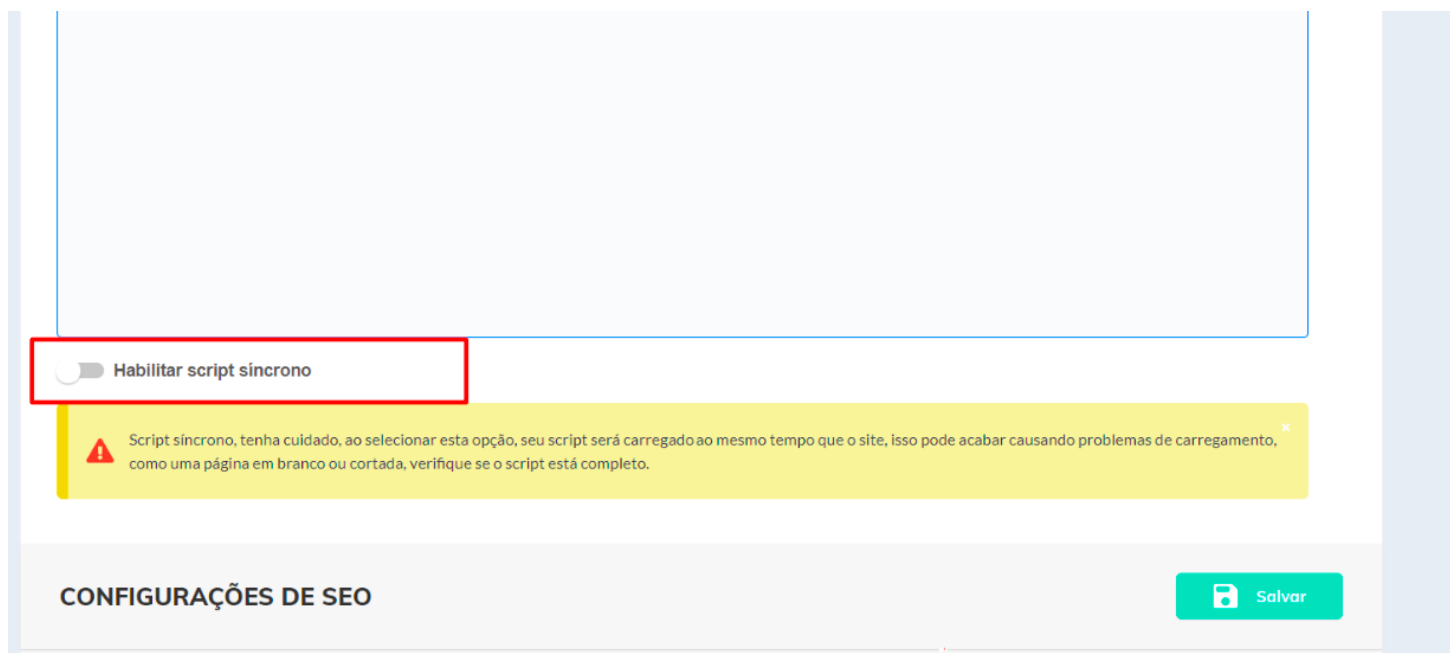 Habilitar script síncrono
Script síncrono, tenha cuidado, ao selecionar esta opção, seu script será carregado ao mesmo tempo que o site, isso pode acabar causando problemas de carregamento,
como uma página em branco ou cortada, verifique se o script está completo.
CONFIGURAÇÕES DE SEO
Salvar